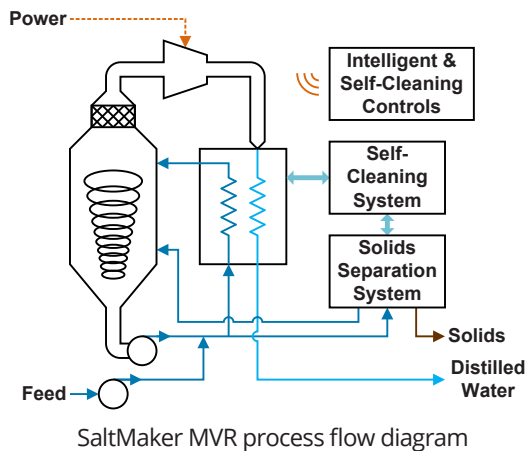 Power
Intelligent &
Self-Cleaning
Controls
Self-
Cleaning
System
Solids
Separation
System
Solids
Distilled
Water
Feed
SaltMaker MVR process flow diagram